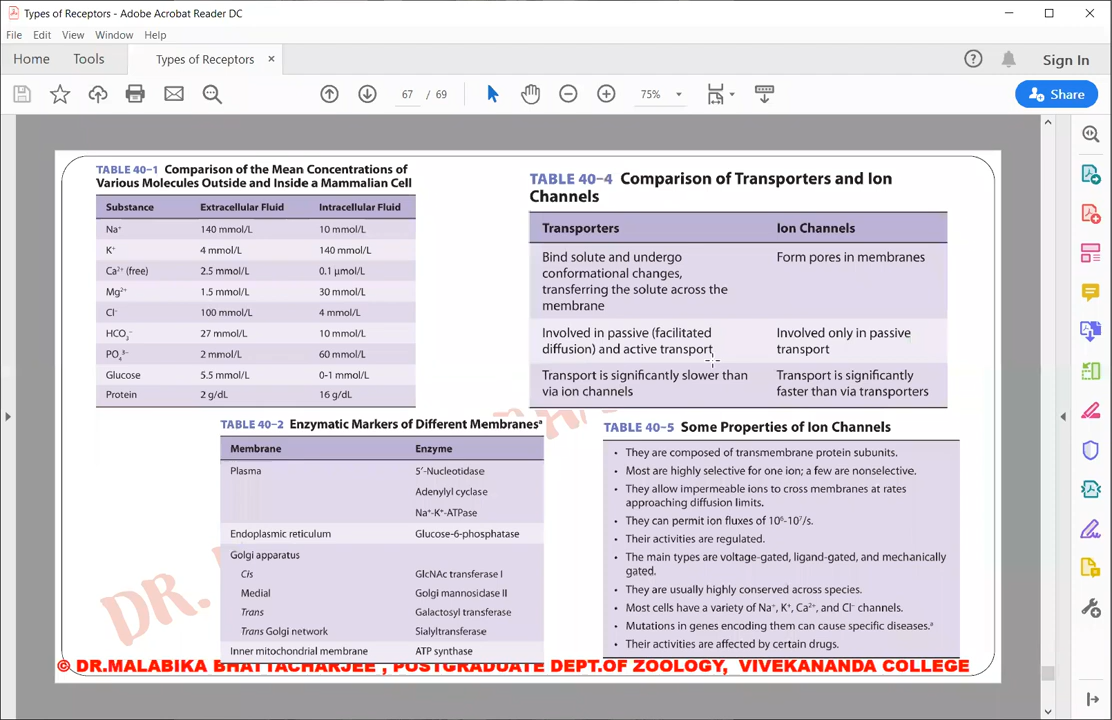 Types of Receptors - Adobe Acrobat Reader DC
File Edit View Window Help
Home Tools Types of Receptors × Sign In
67 / 69 75% Share
TABLE 40–1 Comparison of the Mean Concentrations of
Various Molecules Outside and Inside a Mammalian Cell
Substance Extracellular Fluid Intracellular Fluid
Na⁺ 140 mmol/L 10 mmol/L
K⁺ 4 mmol/L 140 mmol/L
Ca²⁺ (free) 2.5 mmol/L 0.1 μmol/L
Mg²⁺ 1.5 mmol/L 30 mmol/L
Cl⁻ 100 mmol/L 4 mmol/L
HCO₃⁻ 27 mmol/L 10 mmol/L
PO₄³⁻ 2 mmol/L 60 mmol/L
Glucose 5.5 mmol/L 0-1 mmol/L
Protein 2 g/dL 16 g/dL
TABLE 40–4 Comparison of Transporters and Ion
Channels
Transporters Ion Channels
Bind solute and undergo
conformational changes,
transferring the solute across the
membrane
Form pores in membranes
Involved in passive (facilitated
diffusion) and active transport
Involved only in passive
transport
Transport is significantly slower than
via ion channels
Transport is significantly
faster than via transporters
TABLE 40–2 Enzymatic Markers of Different Membranesᵃ
Membrane Enzyme
Plasma 5′-Nucleotidase
Adenylyl cyclase
Na⁺-K⁺-ATPase
Endoplasmic reticulum Glucose-6-phosphatase
Golgi apparatus
Cis GlcNAc transferase I
Medial Golgi mannosidase II
Trans Galactosyl transferase
Trans Golgi network Sialyltransferase
Inner mitochondrial membrane ATP synthase
TABLE 40–5 Some Properties of Ion Channels
• They are composed of transmembrane protein subunits.
• Most are highly selective for one ion; a few are nonselective.
• They allow impermeable ions to cross membranes at rates
approaching diffusion limits.
• They can permit ion fluxes of 10⁶-10⁷/s.
• Their activities are regulated.
• The main types are voltage-gated, ligand-gated, and mechanically
gated.
• They are usually highly conserved across species.
• Most cells have a variety of Na⁺, K⁺, Ca²⁺, and Cl⁻ channels.
• Mutations in genes encoding them can cause specific diseases.ᵃ
• Their activities are affected by certain drugs.
DR.
© DR.MALABIKA BHATTACHARJEE , POSTGRADUATE DEPT.OF ZOOLOGY, VIVEKANANDA COLLEGE